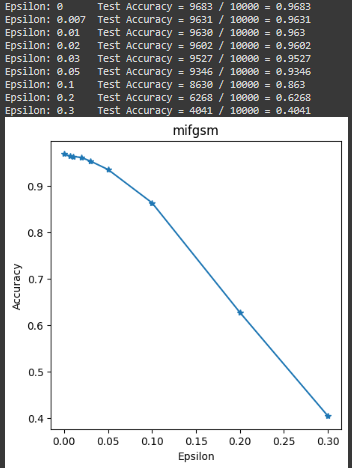 Epsilon: 0 Test Accuracy = 9683 / 10000 = 0.9683
Epsilon: 0.007 Test Accuracy = 9631 / 10000 = 0.9631
Epsilon: 0.01 Test Accuracy = 9630 / 10000 = 0.963
Epsilon: 0.02 Test Accuracy = 9602 / 10000 = 0.9602
Epsilon: 0.03 Test Accuracy = 9527 / 10000 = 0.9527
Epsilon: 0.05 Test Accuracy = 9346 / 10000 = 0.9346
Epsilon: 0.1 Test Accuracy = 8630 / 10000 = 0.863
Epsilon: 0.2 Test Accuracy = 6268 / 10000 = 0.6268
Epsilon: 0.3 Test Accuracy = 4041 / 10000 = 0.4041
mifgsm
Accuracy
0.9
0.8
0.7
0.6
0.5
0.4
0.00 0.05 0.10 0.15 0.20 0.25 0.30
Epsilon